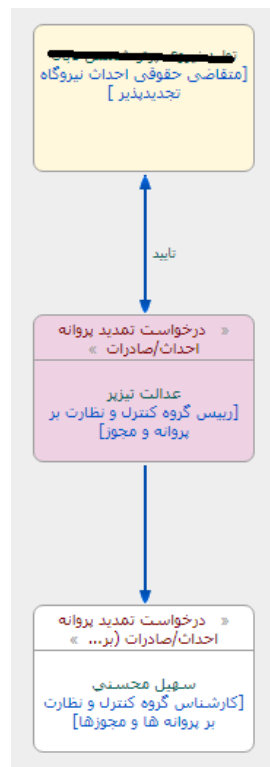 [متقاضی حقوقی احداث نیروگاه
تجدیدپذیر ]
تایید
« درخواست تمدید پروانه
احداث/صادرات »
عدالت تیزپر
[رییس گروه کنترل و نظارت بر
پروانه و مجوز]
« درخواست تمدید پروانه
احداث/صادرات (بر... »
سهیل محسنی
[کارشناس گروه کنترل و نظارت
بر پروانه ها و مجوزها]